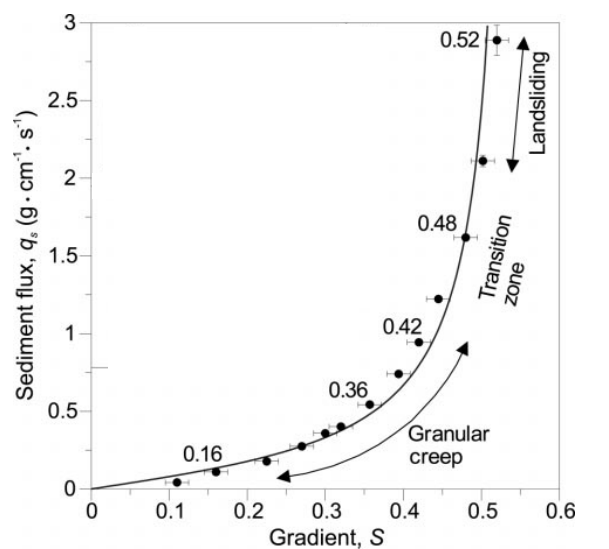 3
2.5
2
1.5
1
0.5
0
0
0.1
0.2
0.3
0.4
0.5
0.6
Sediment flux, qₛ (g · cm⁻¹ · s⁻¹)
Gradient, S
0.52
0.48
0.42
0.36
0.16
Landsliding
Transition
zone
Granular
creep